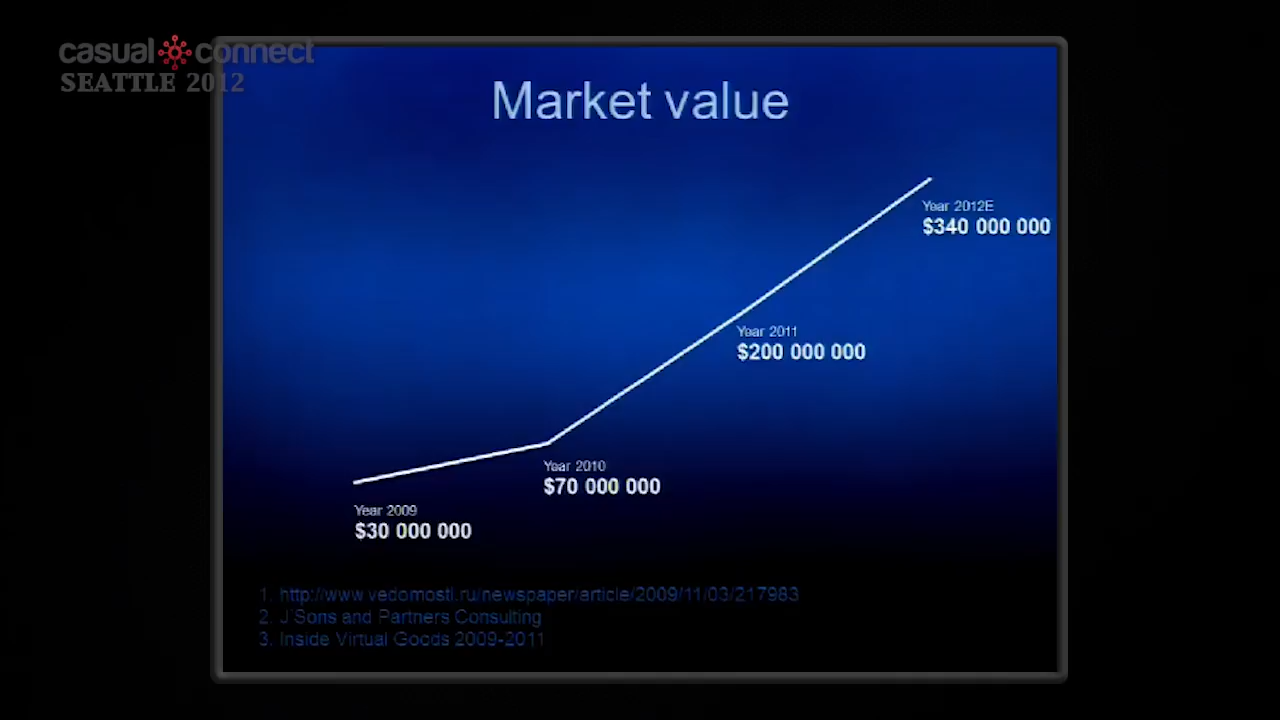 casual connect
SEATTLE 2012
Market value
Year 2012E
$340 000 000
Year 2011
$200 000 000
Year 2010
$70 000 000
Year 2009
$30 000 000
1. http://www.vedomosti.ru/newspaper/article/2009/11/03/217983
2. J'Sons and Partners Consulting
3. Inside Virtual Goods 2009-2011